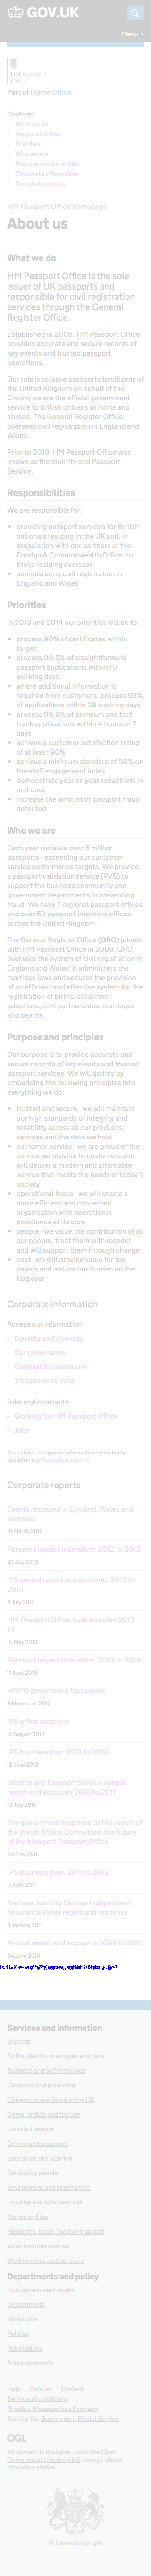 GOV.UK
Menu
HM Passport
Office
Part of Home Office
Contents
- What we do
- Responsibilities
- Priorities
- Who we are
- Purpose and principles
- Corporate information
- Corporate reports
HM Passport Office homepage
About us
What we do
HM Passport Office is the sole
issuer of UK passports and
responsible for civil registration
services through the General
Register Office.
Established in 2006, HM Passport Office
provides accurate and secure records of
key events and trusted passport
operations.
Our role is to issue passports to citizens of
the United Kingdom on behalf of the
Crown; we are the official government
service to British citizens at home and
abroad. The General Register Office
oversees civil registration in England and
Wales.
Prior to 2013, HM Passport Office was
known as the Identity and Passport
Service.
Responsibilities
We are responsible for:
• providing passport services for British
nationals residing in the UK and, in
association with our partners at the
Foreign & Commonwealth Office, to
those residing overseas
• administering civil registration in
England and Wales
Priorities
In 2013 and 2014 our priorities will be to:
• process 90% of certificates within
target
• process 99.5% of straightforward
passport applications within 10
working days
• where additional information is
required from customers, process 93%
of applications within 29 working days
• process 99.5% of premium and fast
track applications within 4 hours or 7
days
• achieve a customer satisfaction rating
of at least 90%
• achieve a minimum standard of 58% on
the staff engagement index
• demonstrate year on year reductions in
unit cost
• increase the amount of passport fraud
detected
Who we are
Each year we issue over 5 million
passports - exceeding our customer
service performance targets. We provide
a passport validation service (PVS) to
support the business community and
government departments in preventing
fraud. We have 7 regional passport offices
and over 50 passport interview offices
across the United Kingdom.
The General Register Office (GRO) joined
with HM Passport Office in 2008. GRO
oversees the system of civil registration in
England and Wales: it administers the
marriage laws and secures the provision
of an efficient and effective system for the
registration of births, stillbirths,
adoptions, civil partnerships, marriages
and deaths.
Purpose and principles
Our purpose is to provide accurate and
secure records of key events and trusted
passport services. We will do this by
embedding the following principles into
everything we do:
• trusted and secure - we will maintain
our high standards of integrity and
reliability across all our products,
services and the data we hold
• customer service - we are proud of the
service we provide to customers and
will deliver a modern and affordable
service that meets the needs of today's
society
• operational focus - we will create a
more efficient and connected
organisation with operational
excellence at its core
• people - we value the contribution of all
our people, treat them with respect
and will support them through change
• cost - we will provide value for fee-
payers and reduce our burden on the
taxpayer
Corporate information
Access our information
- Equality and diversity
- Our governance
- Complaints procedure
- Transparency data
Jobs and contracts
- Working for HM Passport Office
- Jobs
Read about the types of information we routinely
publish in our Publication scheme.
Corporate reports
Events recorded in England, Wales and
overseas
Passport impact indicators: 2012 to 2013
23 July 2013
IPS annual report and accounts 2012 to
2013
4 July 2013
HM Passport Office business plan 2013-
14
15 May 2013
Passport impact indicators, 2013 to 2014
11 April 2013
HMPO governance framework
9 November 2012
IPS office locations
15 August 2012
IPS business plan 2012 to 2013
12 June 2012
Identity and Passport Service annual
report and accounts 2010 to 2011
13 July 2011
The government response to the report of
the Welsh Affairs Committee: the future
of the Newport Passport Office
20 May 2011
IPS business plan, 2011 to 2012
11 April 2011
National Identity Service Independent
Assurance Panel report and response
4 January 2011
Annual report and accounts 2009 to 2010
24 June 2010
Services and information
Benefits
Births, deaths, marriages and care
Business and self-employed
Childcare and parenting
Citizenship and living in the UK
Crime, justice and the law
Disabled people
Driving and transport
Education and learning
Employing people
Environment and countryside
Housing and local services
Money and tax
Passports, travel and living abroad
Visas and immigration
Working, jobs and pensions
Departments and policy
How government works
Departments
Worldwide
Policies
Publications
Announcements
Help Cookies Contact
Terms and conditions
Rhestr o Wasanaethau Cymraeg
Built by the Government Digital Service
OGL
All content is available under the Open
Government Licence v3.0, except where
otherwise stated
© Crown copyright